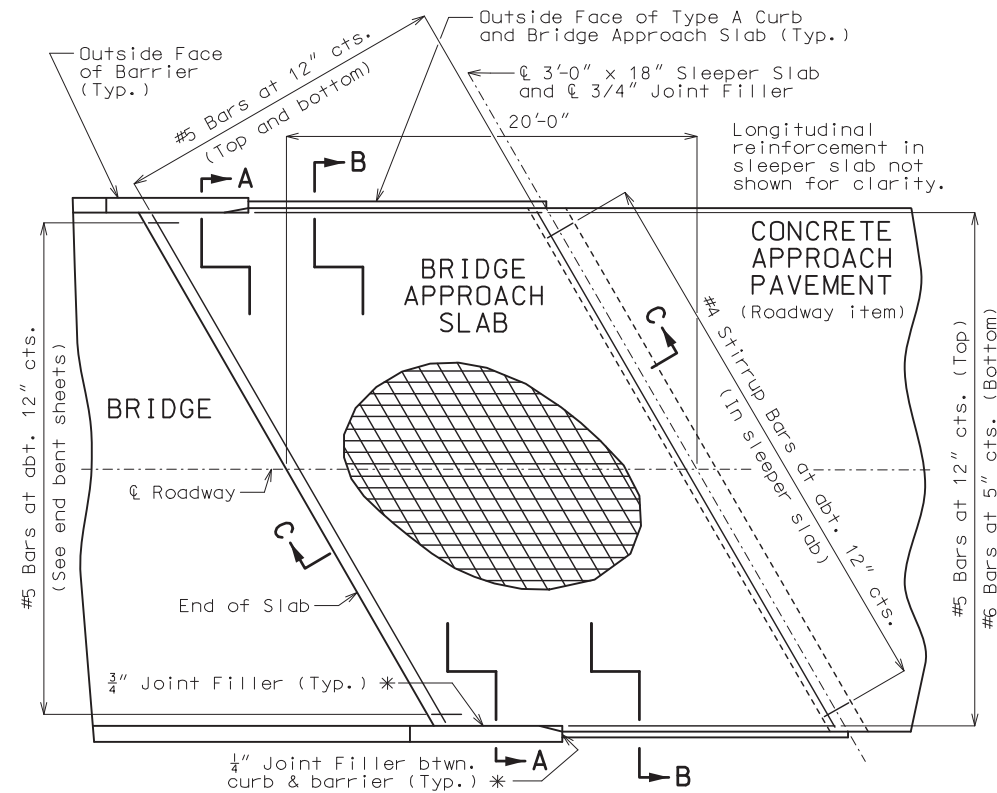 Outside Face of Type A Curb
and Bridge Approach Slab (Typ.)
Outside Face
of Barrier
(Typ.)
#5 Bars at 12" cts.
(Top and bottom)
℄ 3'-0" x 18" Sleeper Slab
and ℄ 3/4" Joint Filler
20'-0"
Longitudinal
reinforcement in
sleeper slab not
shown for clarity.
A
B
CONCRETE
APPROACH
PAVEMENT
(Roadway item)
BRIDGE
APPROACH
SLAB
C
#4 Stirrup Bars at abt. 12" cts.
(In sleeper slab)
#5 Bars at abt. 12" cts.
(See end bent sheets)
BRIDGE
℄ Roadway
C
End of Slab
#5 Bars at 12" cts. (Top)
#6 Bars at 5" cts. (Bottom)
3/4" Joint Filler (Typ.) *
1/4" Joint Filler btwn.
curb & barrier (Typ.) *
A
B